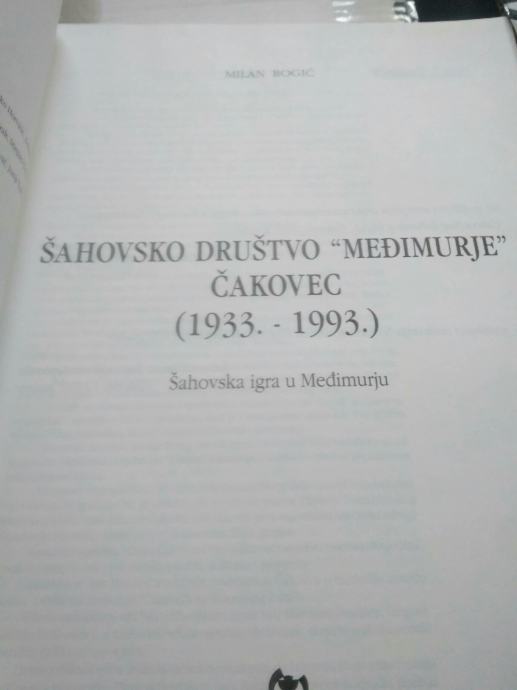 MILAN BOGIĆ
ŠAHOVSKO DRUŠTVO “MEĐIMURJE”
ČAKOVEC
(1933. - 1993.)
Šahovska igra u Međimurju